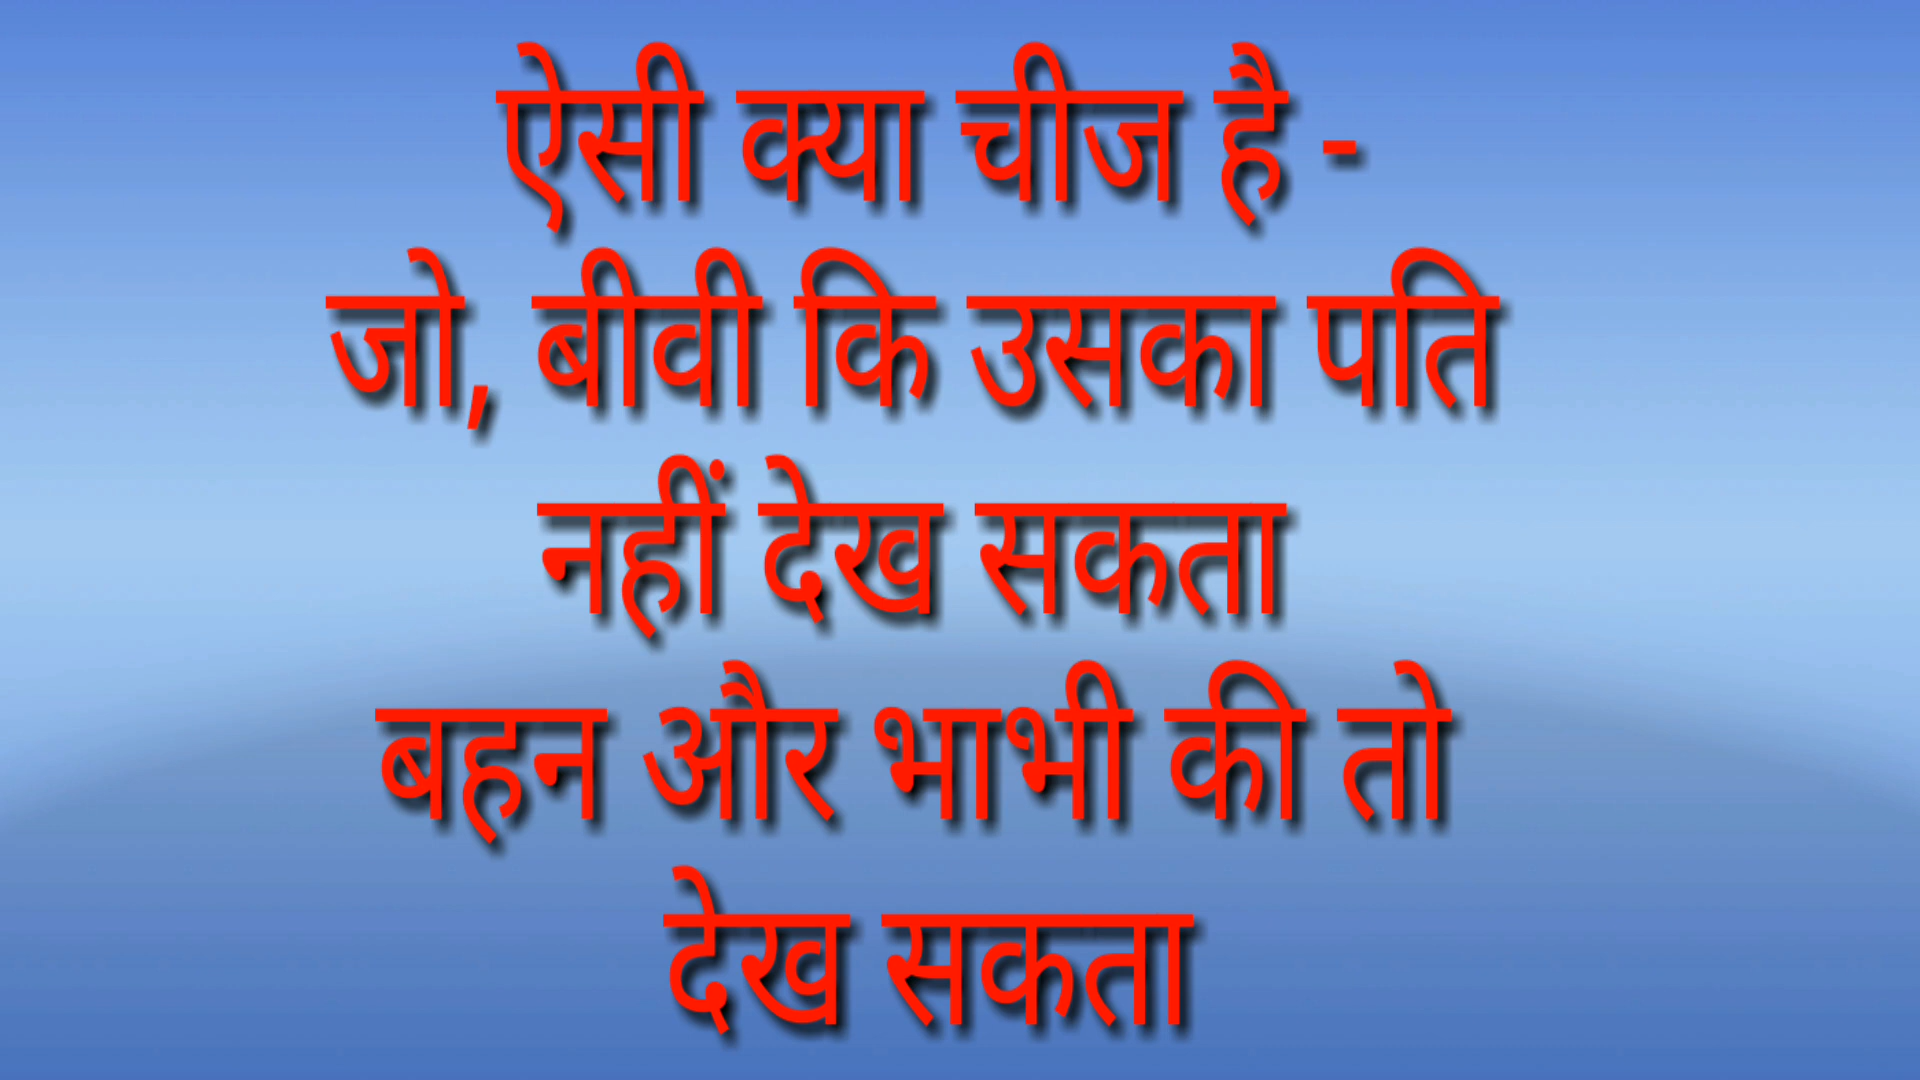 ऐसी क्या चीज है -
जो, बीवी कि उसका पति
नहीं देख सकता
बहन और भाभी की तो
देख सकता